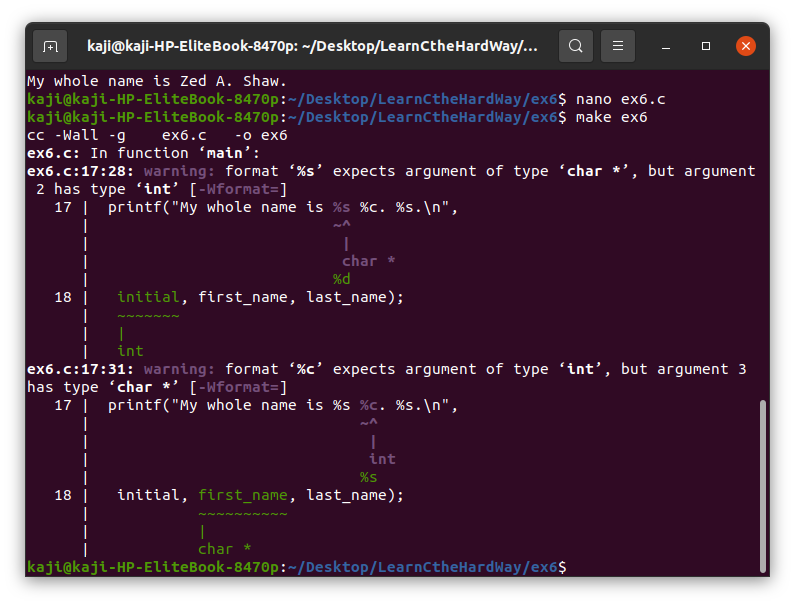 kaji@kaji-HP-EliteBook-8470p: ~/Desktop/LearnCtheHardWay/...
My whole name is Zed A. Shaw.
kaji@kaji-HP-EliteBook-8470p:~/Desktop/LearnCtheHardWay/ex6$ nano ex6.c
kaji@kaji-HP-EliteBook-8470p:~/Desktop/LearnCtheHardWay/ex6$ make ex6
cc -Wall -g    ex6.c   -o ex6
ex6.c: In function ‘main’:
ex6.c:17:28: warning: format ‘%s’ expects argument of type ‘char *’, but argument
 2 has type ‘int’ [-Wformat=]
   17 |  printf("My whole name is %s %c. %s.\n",
      |                           ~^
      |                            |
      |                            char *
      |                           %d
   18 |   initial, first_name, last_name);
      |   ~~~~~~~
      |   |
      |   int
ex6.c:17:31: warning: format ‘%c’ expects argument of type ‘int’, but argument 3
has type ‘char *’ [-Wformat=]
   17 |  printf("My whole name is %s %c. %s.\n",
      |                              ~^
      |                               |
      |                               int
      |                              %s
   18 |   initial, first_name, last_name);
      |            ~~~~~~~~~~
      |            |
      |            char *
kaji@kaji-HP-EliteBook-8470p:~/Desktop/LearnCtheHardWay/ex6$